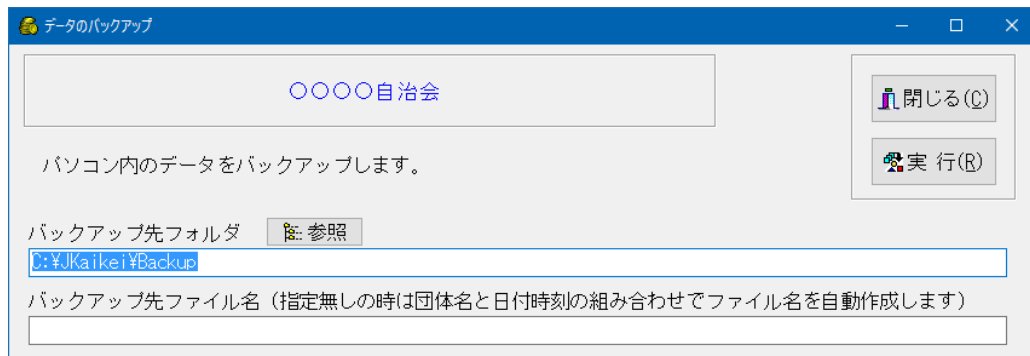 データのバックアップ
〇〇〇〇自治会
閉じる(C)
実 行(R)
パソコン内のデータをバックアップします。
バックアップ先フォルダ 参照
C:¥JKaikei¥Backup
バックアップ先ファイル名（指定無しの時は団体名と日付時刻の組み合わせでファイル名を自動作成します）